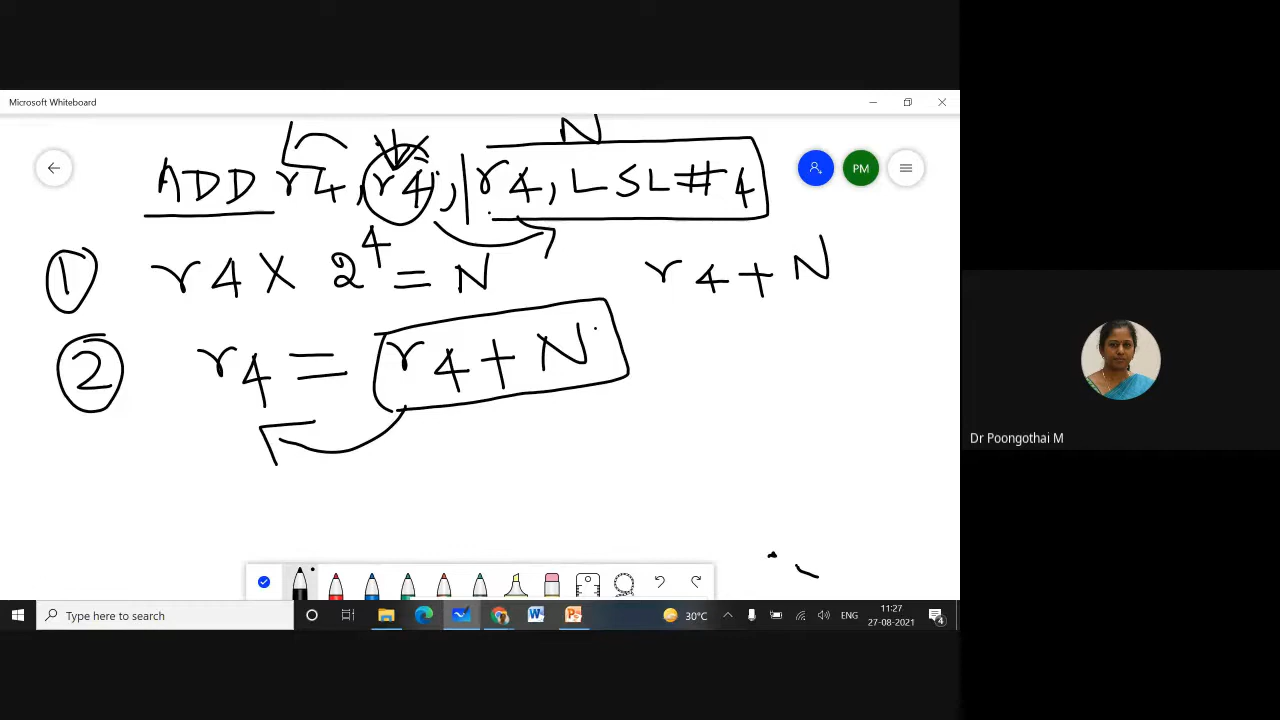 Microsoft Whiteboard
N
ADD r4, r4, r4, LSL #4
PM
① r4 X 2^4 = N r4 + N
② r4 = r4 + N
Dr Poongothai M
Type here to search
30°C
ENG
11:27
27-08-2021
4